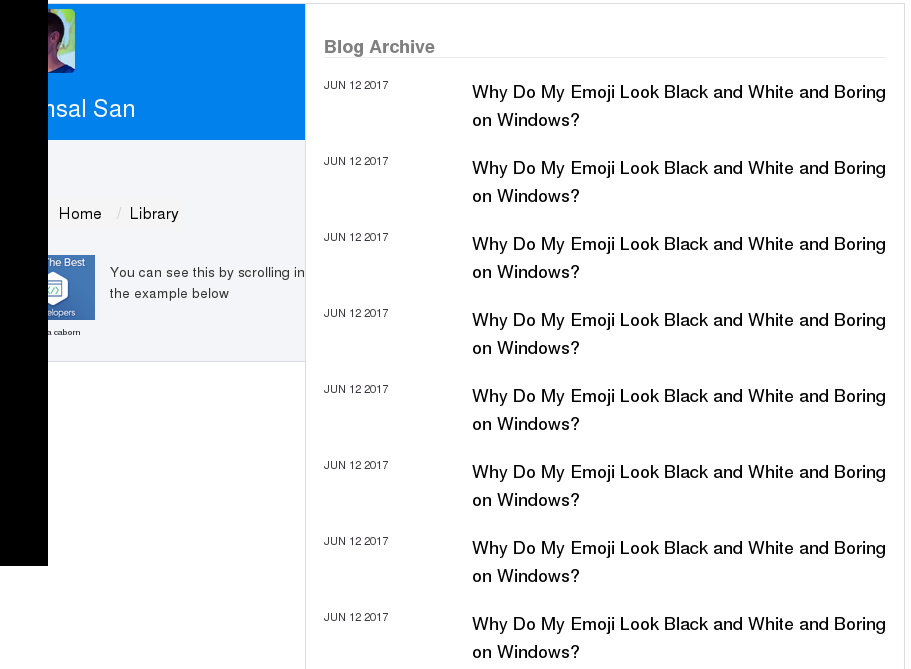 San
Home / Library
The Best
You can see this by scrolling in
the example below
Blog Archive
JUN 12 2017
Why Do My Emoji Look Black and White and Boring
on Windows?
JUN 12 2017
Why Do My Emoji Look Black and White and Boring
on Windows?
JUN 12 2017
Why Do My Emoji Look Black and White and Boring
on Windows?
JUN 12 2017
Why Do My Emoji Look Black and White and Boring
on Windows?
JUN 12 2017
Why Do My Emoji Look Black and White and Boring
on Windows?
JUN 12 2017
Why Do My Emoji Look Black and White and Boring
on Windows?
JUN 12 2017
Why Do My Emoji Look Black and White and Boring
on Windows?
JUN 12 2017
Why Do My Emoji Look Black and White and Boring
on Windows?